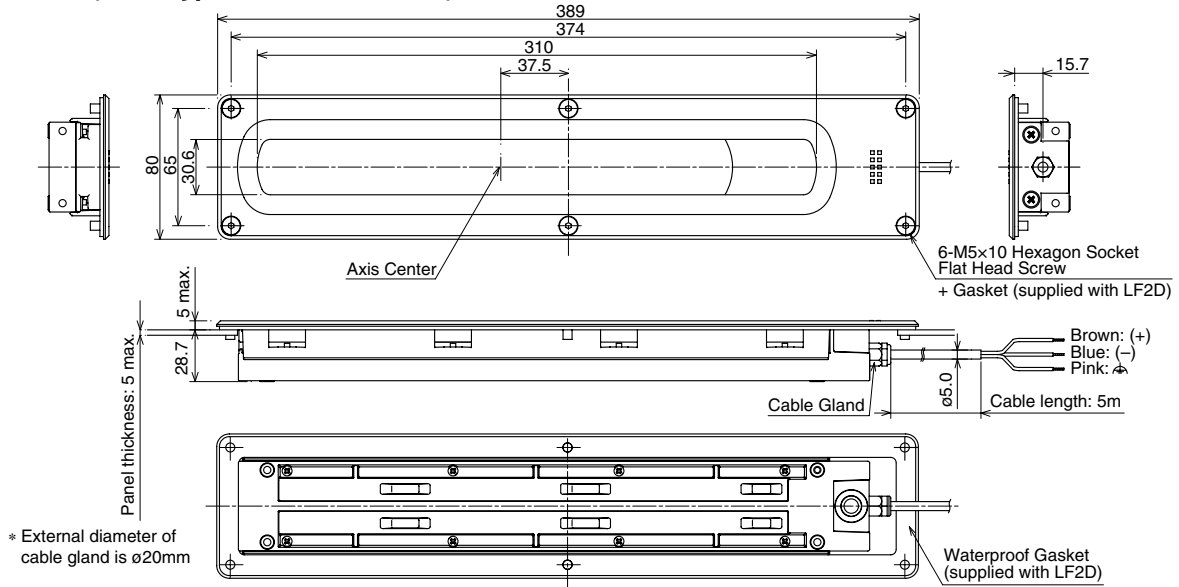 389
374
310
37.5
15.7
80
65
30.6
Axis Center
6-M5×10 Hexagon Socket
Flat Head Screw
+ Gasket (supplied with LF2D)
5 max.
28.7
Panel thickness: 5 max.
Brown: (+)
Blue: (–)
Pink:
ø5.0
Cable Gland
Cable length: 5m
* External diameter of
cable gland is ø20mm
Waterproof Gasket
(supplied with LF2D)